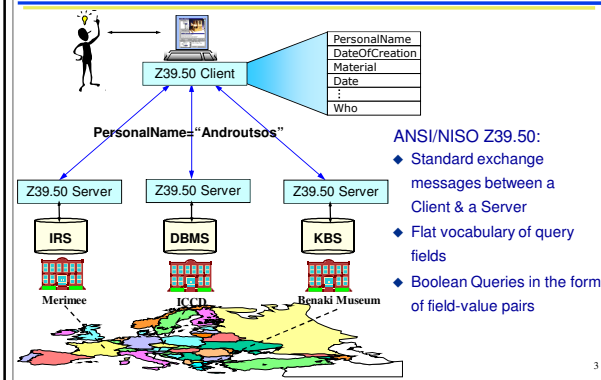 Z39.50 Client
PersonalName
DateOfCreation
Material
Date
⋮
Who
PersonalName="Androutsos"
Z39.50 Server
Z39.50 Server
Z39.50 Server
IRS
DBMS
KBS
Merimee
ICCD
Benaki Museum
ANSI/NISO Z39.50:
◆ Standard exchange
messages between a
Client & a Server
◆ Flat vocabulary of query
fields
◆ Boolean Queries in the form
of field-value pairs
3